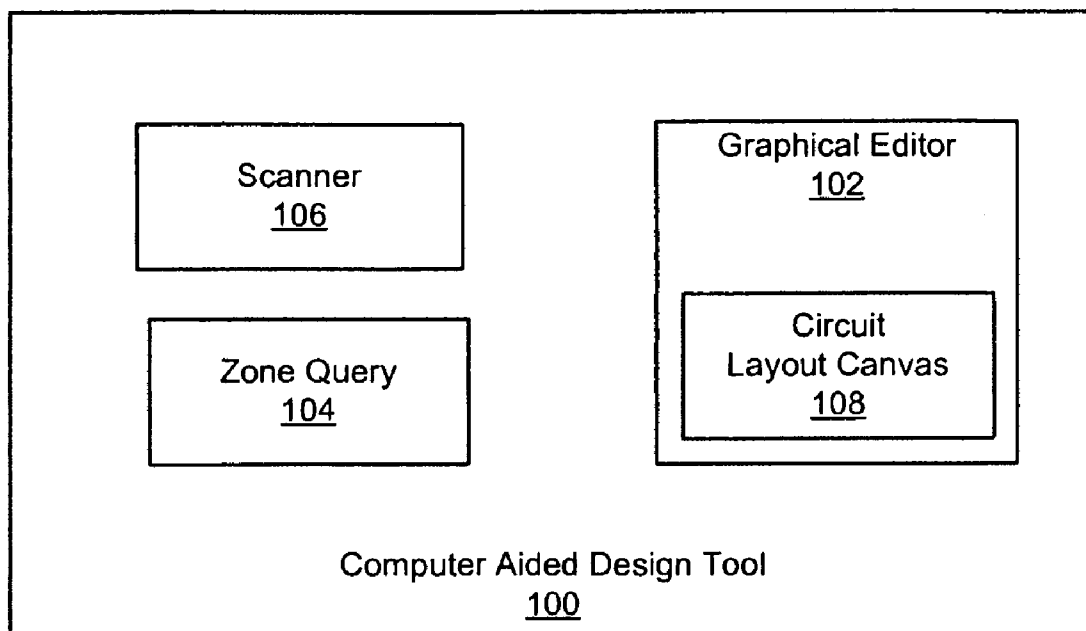 Scanner
106
Graphical Editor
102
Zone Query
104
Circuit
Layout Canvas
108
Computer Aided Design Tool
100